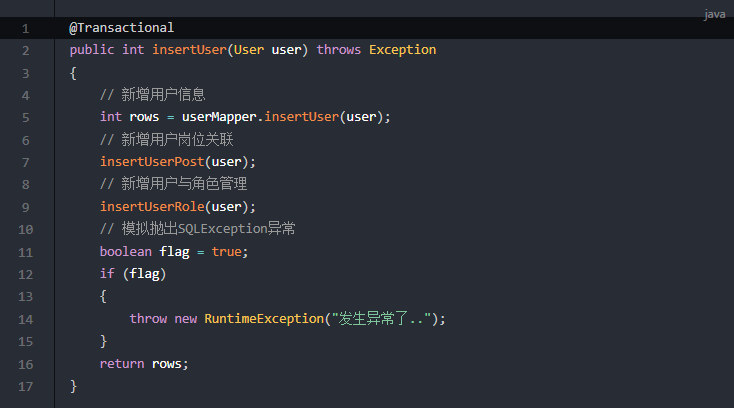 java
1 @Transactional
2 public int insertUser(User user) throws Exception
3 {
4 // 新增用户信息
5 int rows = userMapper.insertUser(user);
6 // 新增用户岗位关联
7 insertUserPost(user);
8 // 新增用户与角色管理
9 insertUserRole(user);
10 // 模拟抛出SQLException异常
11 boolean flag = true;
12 if (flag)
13 {
14 throw new RuntimeException("发生异常了..");
15 }
16 return rows;
17 }